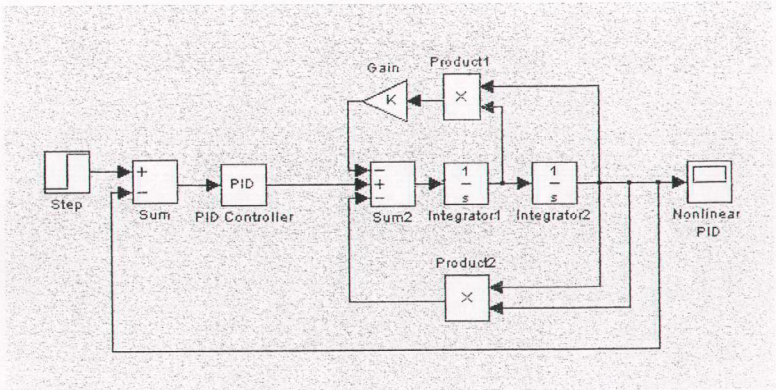 Product1
Gain
K
×
Step
+
−
Sum
PID
PID Controller
−
+
−
Sum2
1
s
Integrator1
1
s
Integrator2
Nonlinear
PID
Product2
×